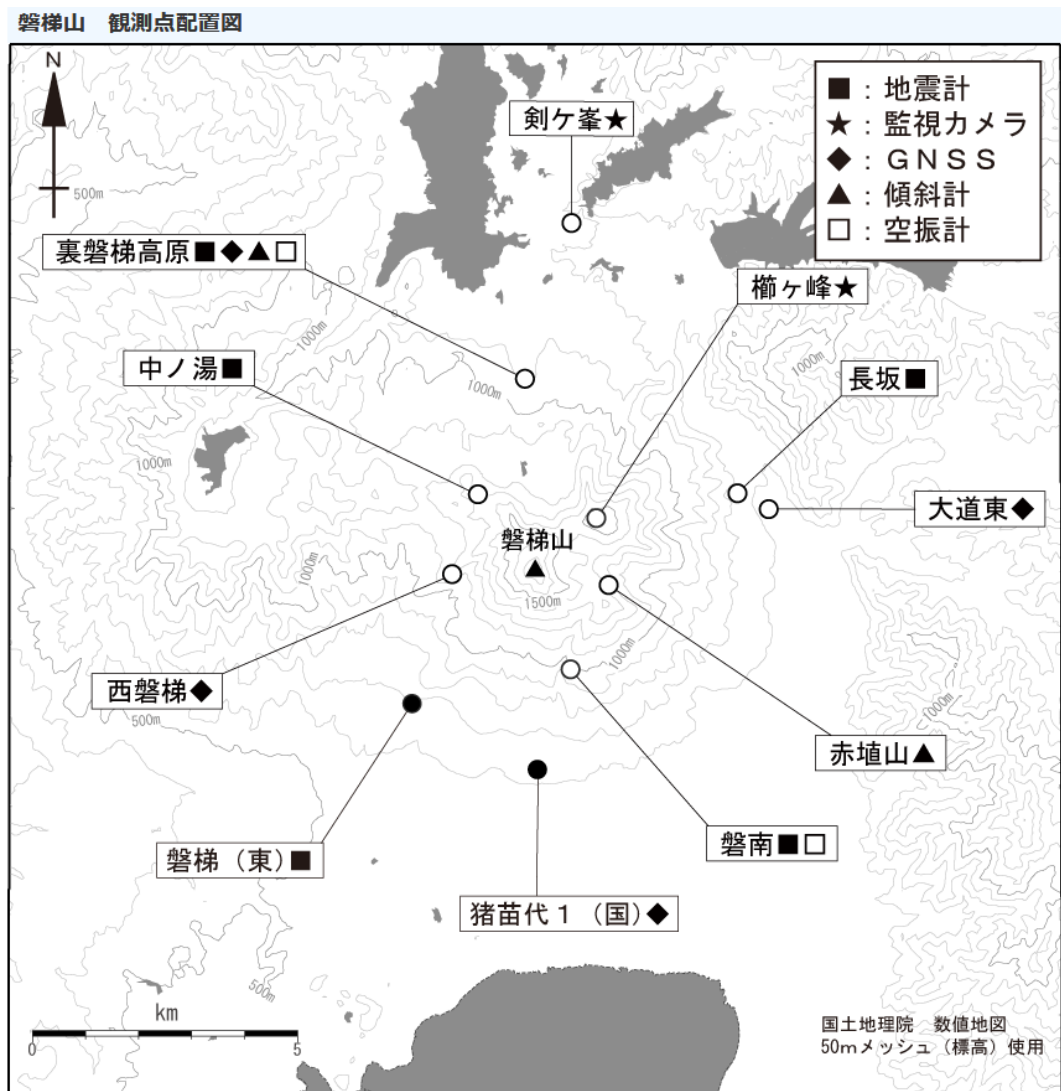 磐梯山 観測点配置図
N
■：地震計
★：監視カメラ
◆：ＧＮＳＳ
▲：傾斜計
□：空振計
剣ケ峯★
500m
裏磐梯高原■◆▲□
櫛ヶ峰★
1000m
中ノ湯■
1000m
1000m
長坂■
1000m
大道東◆
磐梯山
▲
1000m
1500m
1000m
西磐梯◆
500m
1000m
赤埴山▲
磐南■□
磐梯（東）■
猪苗代１（国）◆
500m
km
0 5
国土地理院 数値地図
50mメッシュ（標高）使用